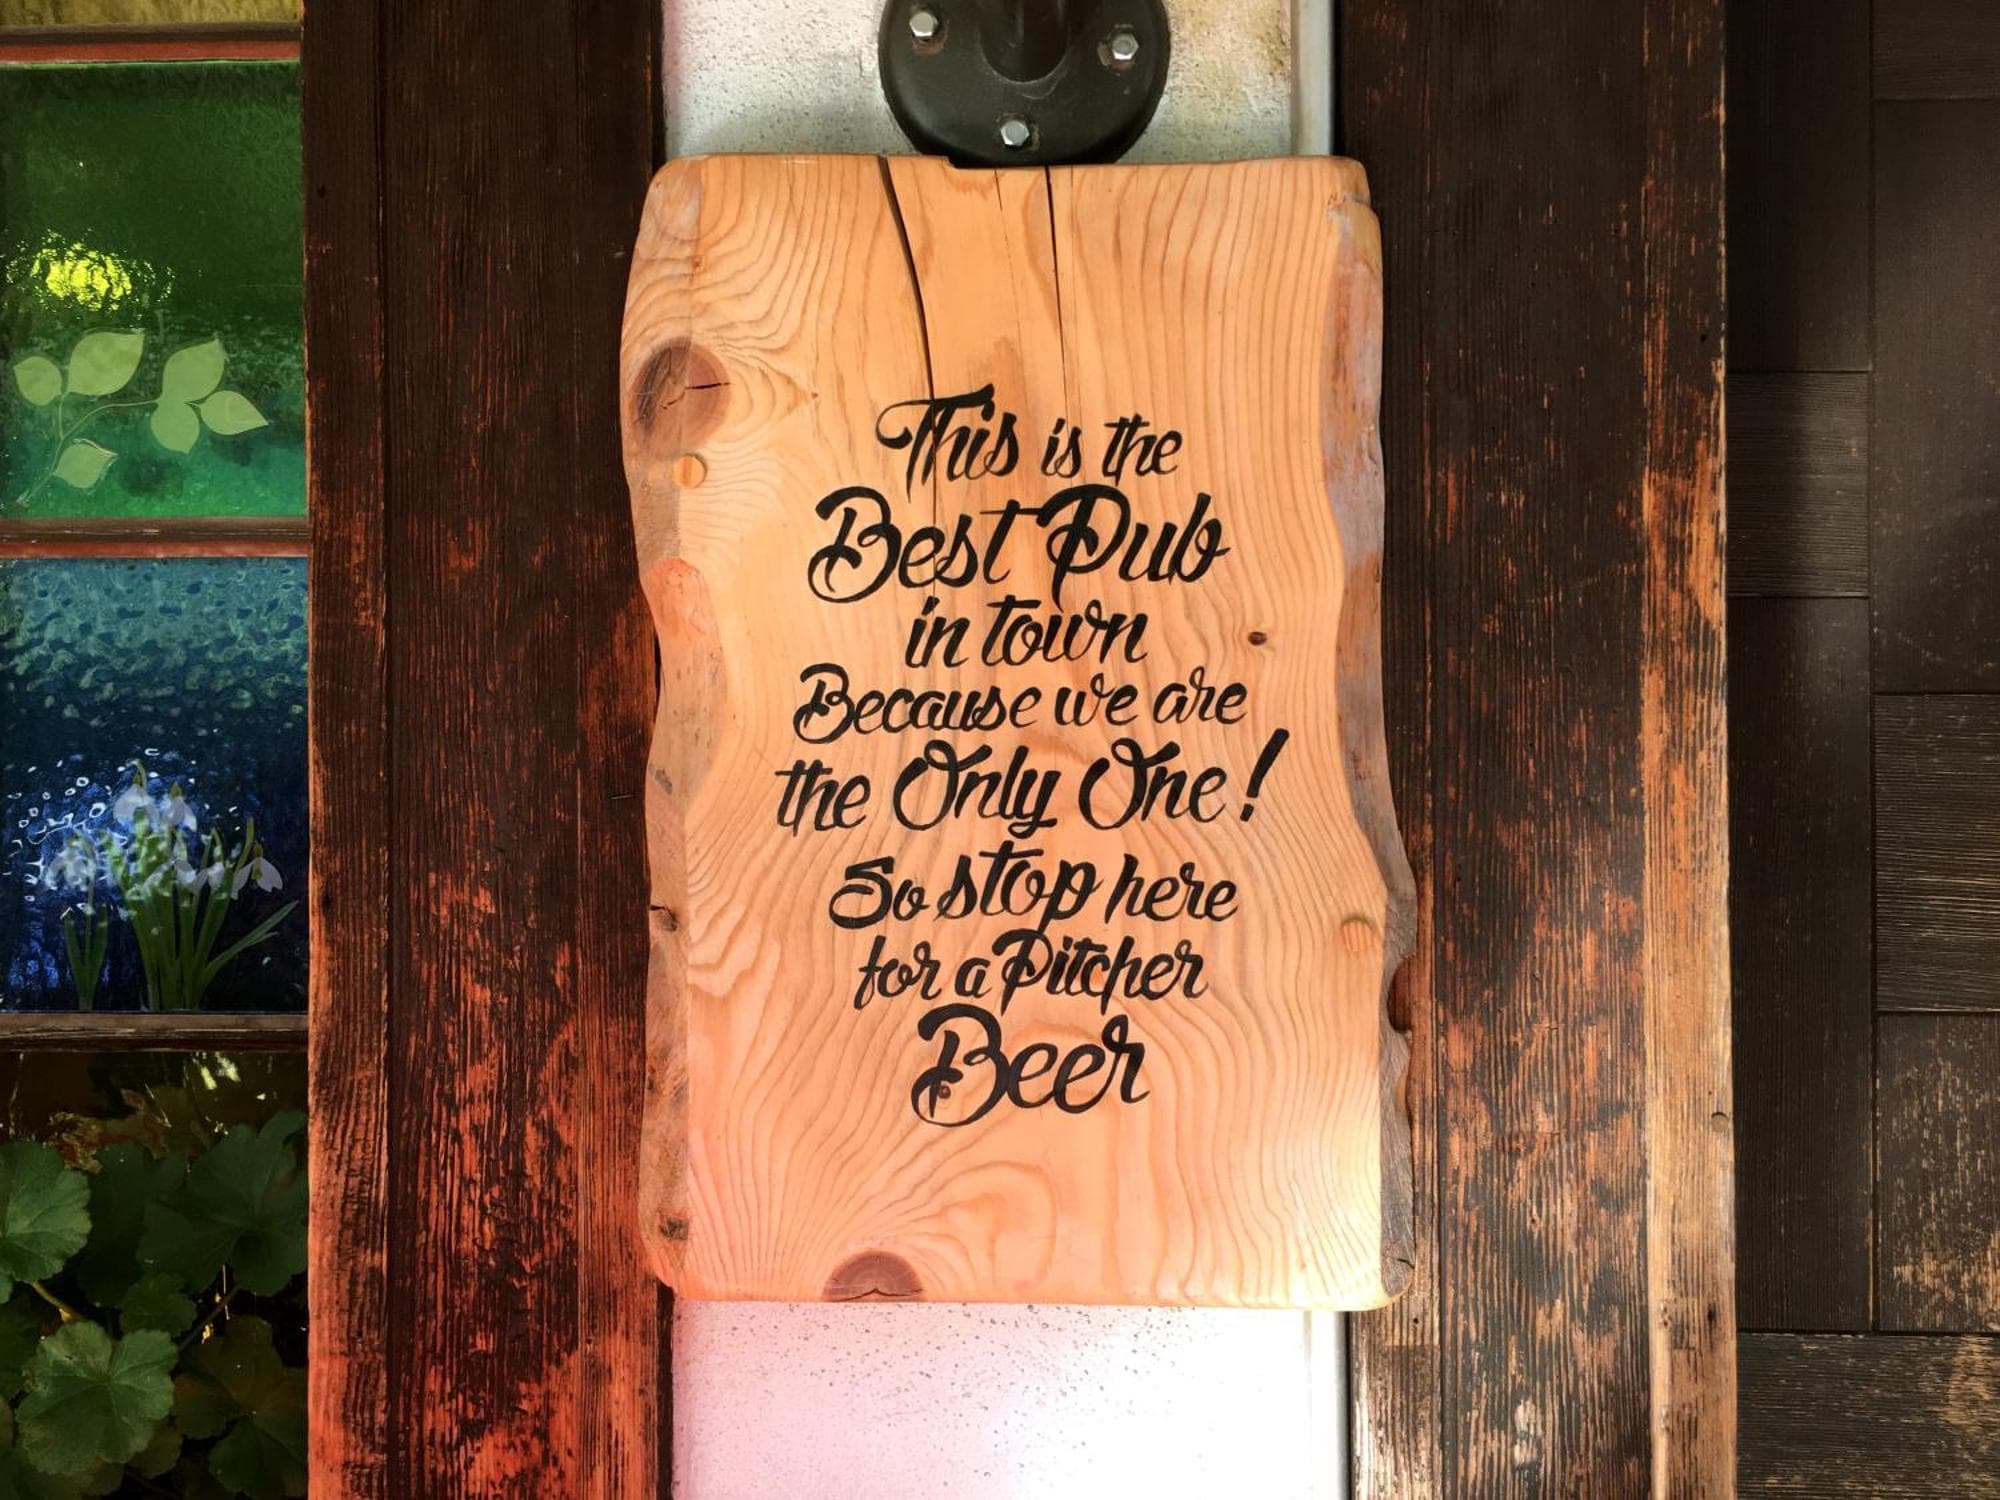 This is the
Best Pub
in town
Because we are
the Only One!
So stop here
for a Pitcher
Beer